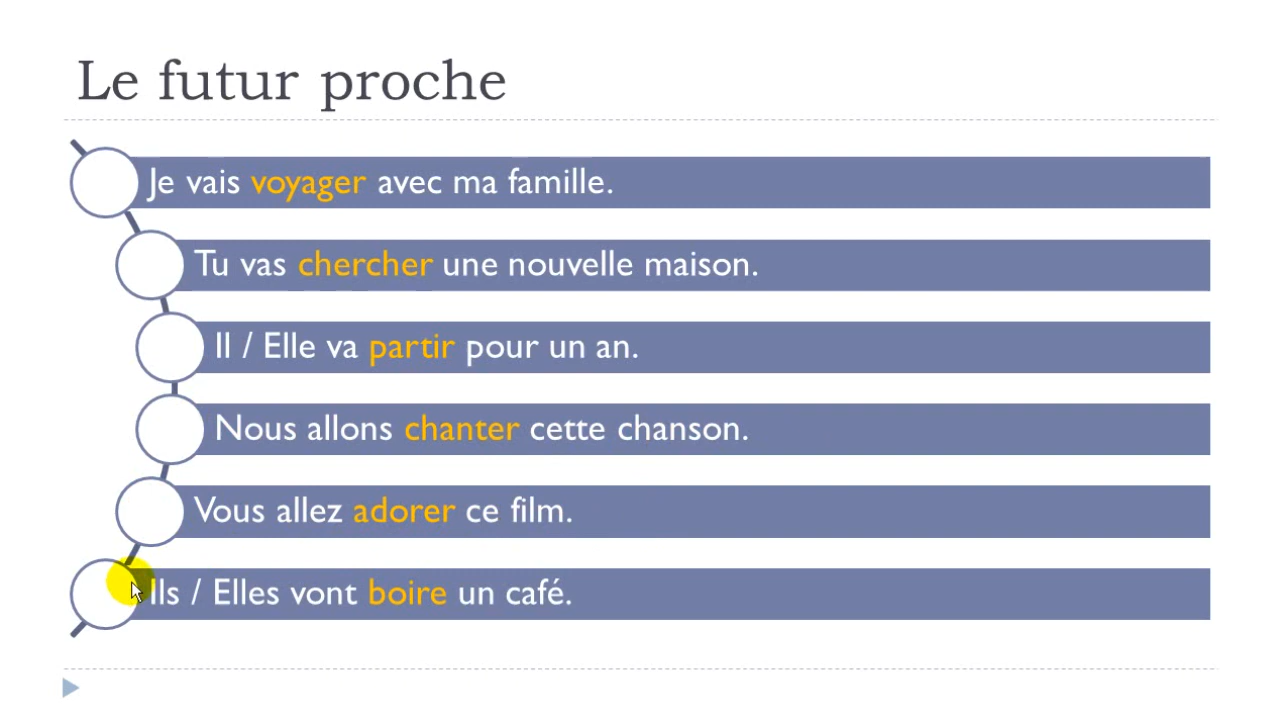 Le futur proche
Je vais voyager avec ma famille.
Tu vas chercher une nouvelle maison.
Il / Elle va partir pour un an.
Nous allons chanter cette chanson.
Vous allez adorer ce film.
Ils / Elles vont boire un café.